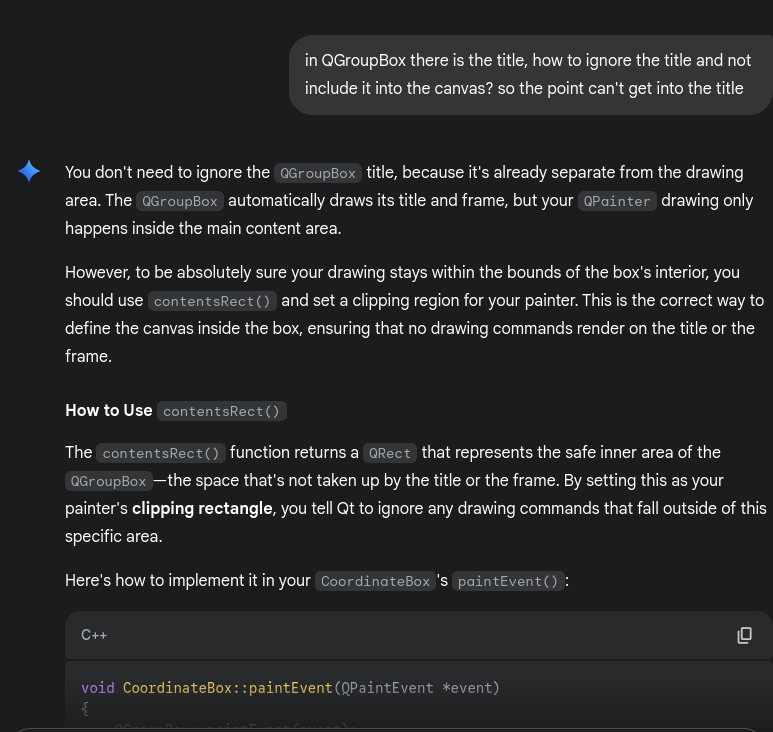 in QGroupBox there is the title, how to ignore the title and not
include it into the canvas? so the point can't get into the title
You don't need to ignore the QGroupBox title, because it's already separate from the drawing
area. The QGroupBox automatically draws its title and frame, but your QPainter drawing only
happens inside the main content area.
However, to be absolutely sure your drawing stays within the bounds of the box's interior, you
should use contentsRect() and set a clipping region for your painter. This is the correct way to
define the canvas inside the box, ensuring that no drawing commands render on the title or the
frame.
How to Use contentsRect()
The contentsRect() function returns a QRect that represents the safe inner area of the
QGroupBox—the space that's not taken up by the title or the frame. By setting this as your
painter's clipping rectangle, you tell Qt to ignore any drawing commands that fall outside of this
specific area.
Here's how to implement it in your CoordinateBox's paintEvent():
C++
void CoordinateBox::paintEvent(QPaintEvent *event)
{